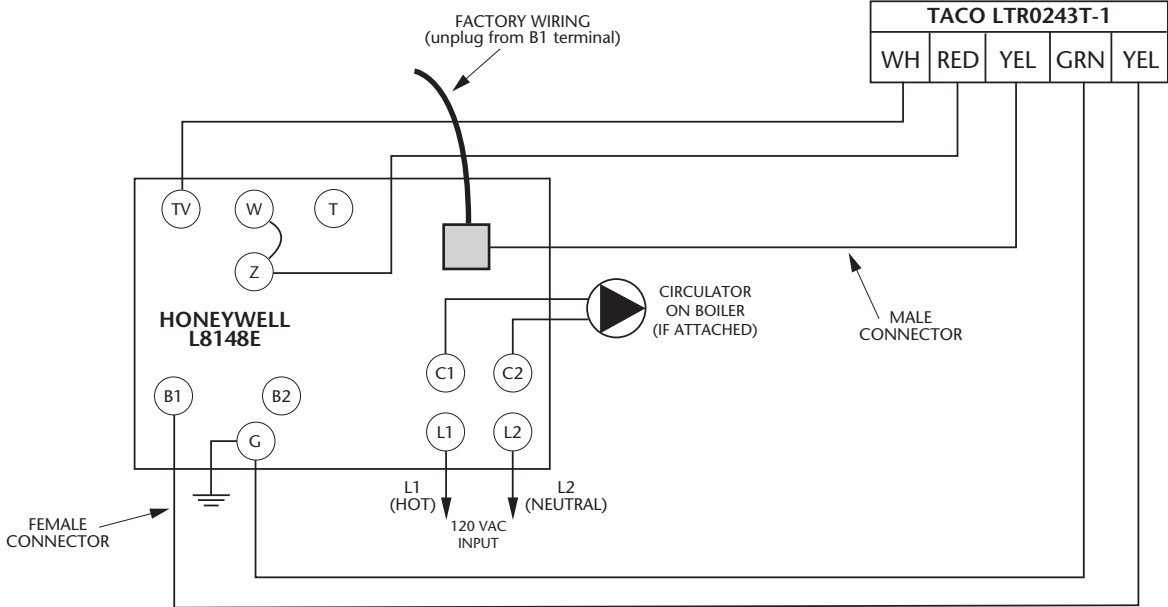 FACTORY WIRING
(unplug from B1 terminal)
TACO LTR0243T-1
WH RED YEL GRN YEL
TV W T
Z
HONEYWELL
L8148E
CIRCULATOR
ON BOILER
(IF ATTACHED)
MALE
CONNECTOR
C1 C2
B1 B2
L1 L2
G
L1
(HOT)
L2
(NEUTRAL)
120 VAC
INPUT
FEMALE
CONNECTOR